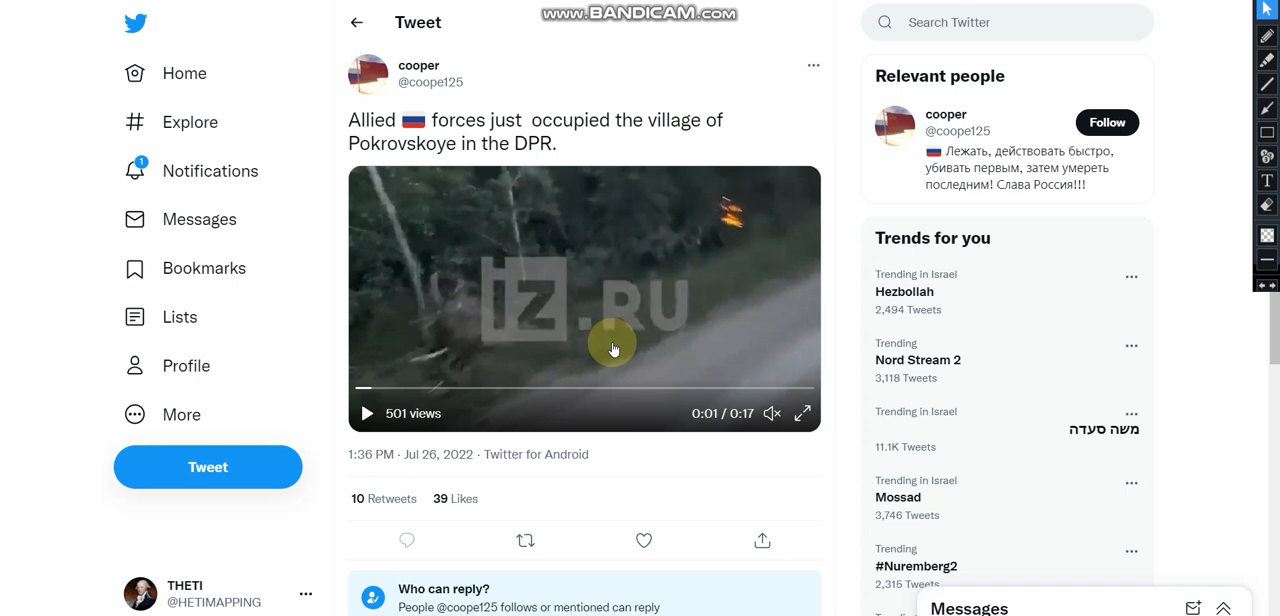 www.BANDICAM.com
Tweet
Search Twitter
Home
Explore
1
Notifications
Messages
Bookmarks
Lists
Profile
More
Tweet
THETI
@HETIMAPPING
cooper
@coope125
Allied 🇷🇺 forces just occupied the village of
Pokrovskoye in the DPR.
iz.RU
501 views
0:01 / 0:17
1:36 PM · Jul 26, 2022 · Twitter for Android
10 Retweets 39 Likes
Who can reply?
People @coope125 follows or mentioned can reply
Relevant people
cooper
@coope125
Follow
🇷🇺 Лежать, действовать быстро,
убивать первым, затем умереть
последним! Слава Россия!!!
Trends for you
Trending in Israel
Hezbollah
2,494 Tweets
Trending
Nord Stream 2
3,118 Tweets
Trending in Israel
משה סעדה
11.1K Tweets
Trending in Israel
Mossad
3,746 Tweets
Trending
#Nuremberg2
2,315 Tweets
Messages
T